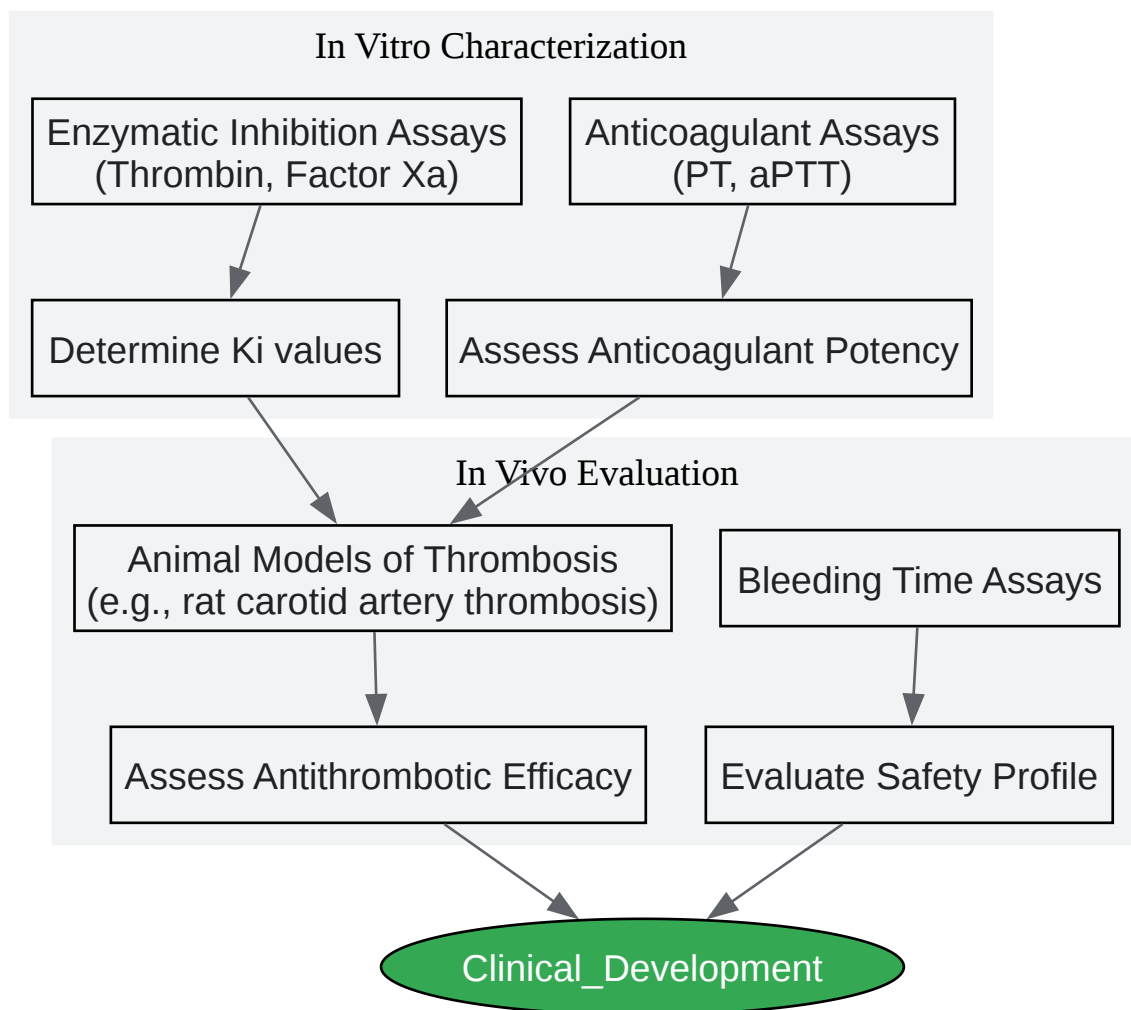 In Vitro Characterization
Enzymatic Inhibition Assays
(Thrombin, Factor Xa)
Anticoagulant Assays
(PT, aPTT)
Determine Ki values
Assess Anticoagulant Potency
In Vivo Evaluation
Animal Models of Thrombosis
(e.g., rat carotid artery thrombosis)
Bleeding Time Assays
Assess Antithrombotic Efficacy
Evaluate Safety Profile
Clinical_Development